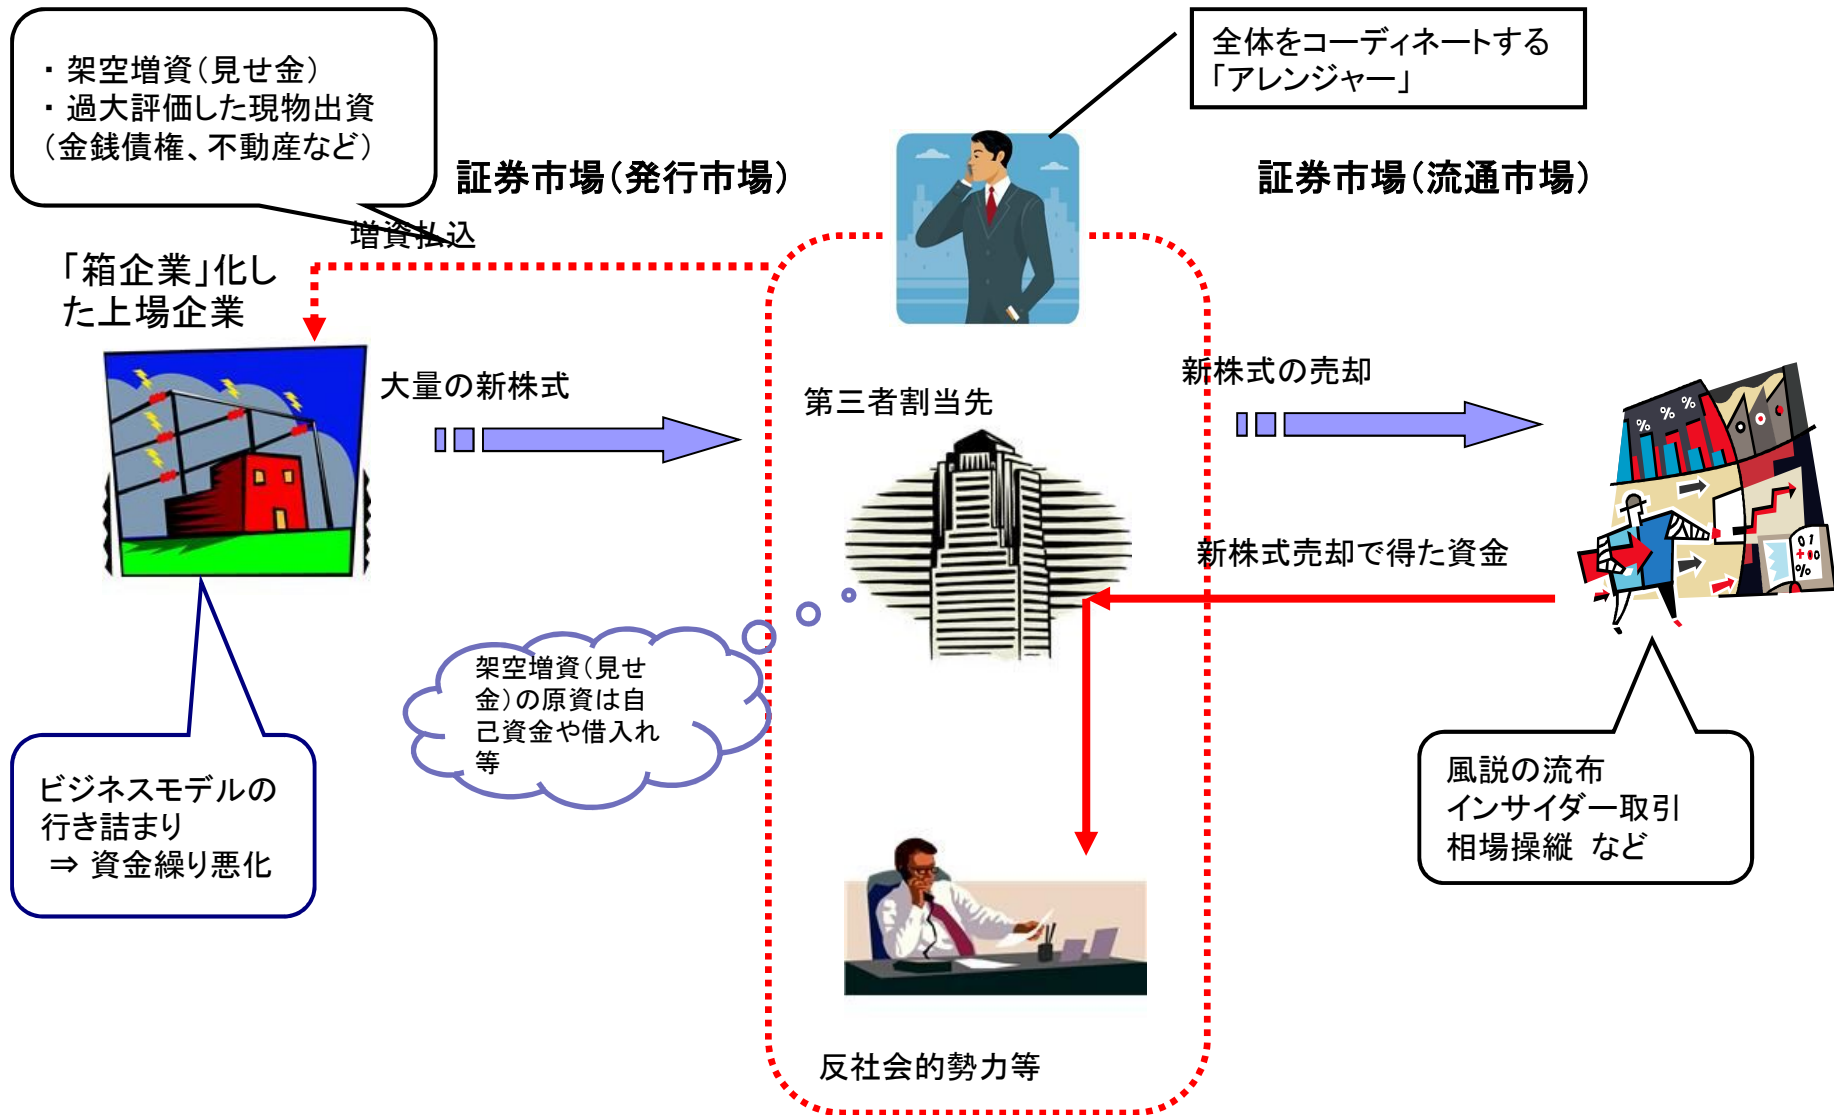 ・ 架空増資（見せ金）
・ 過大評価した現物出資
（金銭債権、不動産など）
全体をコーディネートする
「アレンジャー」
証券市場（発行市場）
証券市場（流通市場）
増資払込
「箱企業」化し
た上場企業
大量の新株式
第三者割当先
新株式の売却
% % %
新株式売却で得た資金
0 1
+ 0 0
%
架空増資（見せ
金）の原資は自
己資金や借入れ
等
ビジネスモデルの
行き詰まり
⇒ 資金繰り悪化
風説の流布
インサイダー取引
相場操縦 など
反社会的勢力等